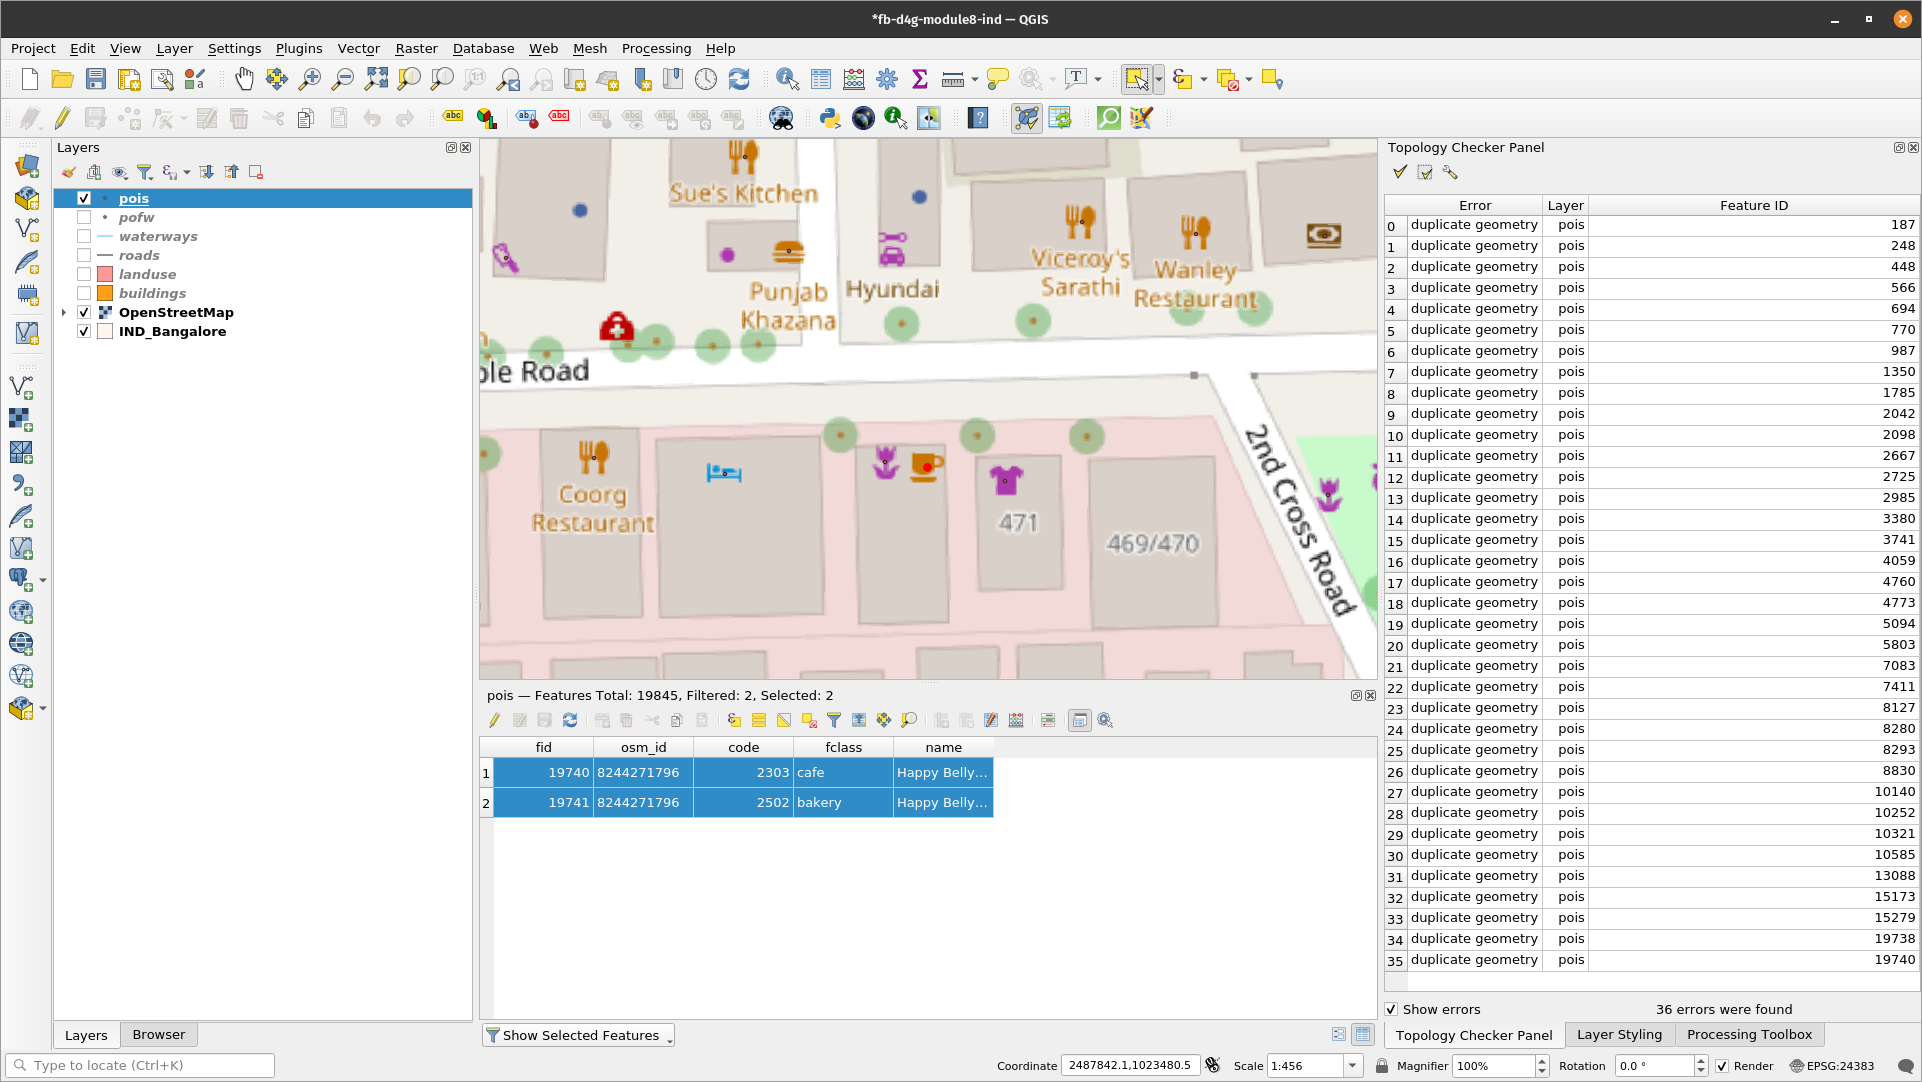 *fb-d4g-module8-ind — QGIS
Project Edit View Layer Settings Plugins Vector Raster Database Web Mesh Processing Help
Layers
pois
pofw
waterways
roads
landuse
buildings
OpenStreetMap
IND_Bangalore
Layers Browser
Sue's Kitchen
Punjab
Khazana
Hyundai
Viceroy's
Sarathi
Wanley
Restaurant
ple Road
2nd Cross Road
Coorg
Restaurant
471
469/470
pois — Features Total: 19845, Filtered: 2, Selected: 2
fid osm_id code fclass name
1 19740 8244271796 2303 cafe Happy Belly...
2 19741 8244271796 2502 bakery Happy Belly...
Show Selected Features
Topology Checker Panel
Error Layer Feature ID
0 duplicate geometry pois 187
1 duplicate geometry pois 248
2 duplicate geometry pois 448
3 duplicate geometry pois 566
4 duplicate geometry pois 694
5 duplicate geometry pois 770
6 duplicate geometry pois 987
7 duplicate geometry pois 1350
8 duplicate geometry pois 1785
9 duplicate geometry pois 2042
10 duplicate geometry pois 2098
11 duplicate geometry pois 2667
12 duplicate geometry pois 2725
13 duplicate geometry pois 2985
14 duplicate geometry pois 3380
15 duplicate geometry pois 3741
16 duplicate geometry pois 4059
17 duplicate geometry pois 4760
18 duplicate geometry pois 4773
19 duplicate geometry pois 5094
20 duplicate geometry pois 5803
21 duplicate geometry pois 7083
22 duplicate geometry pois 7411
23 duplicate geometry pois 8127
24 duplicate geometry pois 8280
25 duplicate geometry pois 8293
26 duplicate geometry pois 8830
27 duplicate geometry pois 10140
28 duplicate geometry pois 10252
29 duplicate geometry pois 10321
30 duplicate geometry pois 10585
31 duplicate geometry pois 13088
32 duplicate geometry pois 15173
33 duplicate geometry pois 15279
34 duplicate geometry pois 19738
35 duplicate geometry pois 19740
Show errors 36 errors were found
Topology Checker Panel Layer Styling Processing Toolbox
Type to locate (Ctrl+K) Coordinate 2487842.1,1023480.5 Scale 1:456 Magnifier 100% Rotation 0.0 ° Render EPSG:24383